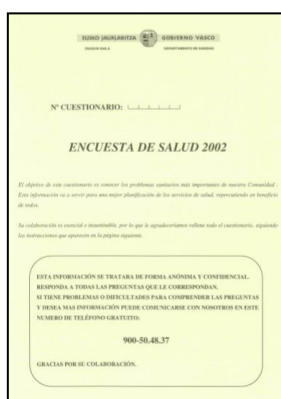 EUSKO JAURLARITZA GOBIERNO VASCO
OSASUN SAILA DEPARTAMENTO DE SANIDAD
Nº CUESTIONARIO:
ENCUESTA DE SALUD 2002
El objetivo de este cuestionario es conocer los problemas sanitarios más importantes de nuestra Comunidad .
Esta información va a servir para una mejor planificación de los servicios de salud, repercutiendo en beneficio
de todos.
Su colaboración es esencial e insustituible, por lo que le agradeceríamos rellene todo el cuestionario, siguiendo
las instrucciones que aparecen en la página siguiente.
ESTA INFORMACIÓN SE TRATARA DE FORMA ANÓNIMA Y CONFIDENCIAL.
RESPONDA A TODAS LAS PREGUNTAS QUE LE CORRESPONDAN.
SI TIENE PROBLEMAS O DIFICULTADES PARA COMPRENDER LAS PREGUNTAS
Y DESEA MAS INFORMACIÓN PUEDE COMUNICARSE CON NOSOTROS EN ESTE
NUMERO DE TELÉFONO GRATUITO:
900-50.48.37
GRACIAS POR SU COLABORACIÓN.